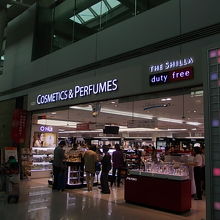 COSMETICS & PERFUMES
THE SHILLA
duty free